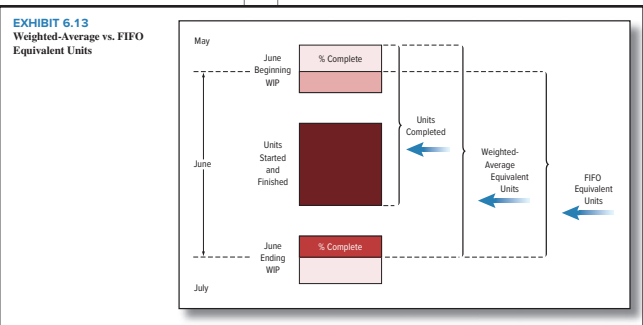 EXHIBIT 6.13
Weighted-Average vs. FIFO
Equivalent Units
May
June
Beginning
WIP
% Complete
Units
Completed
June
Units
Started
and
Finished
Weighted-
Average
Equivalent
Units
FIFO
Equivalent
Units
June
Ending
WIP
% Complete
July